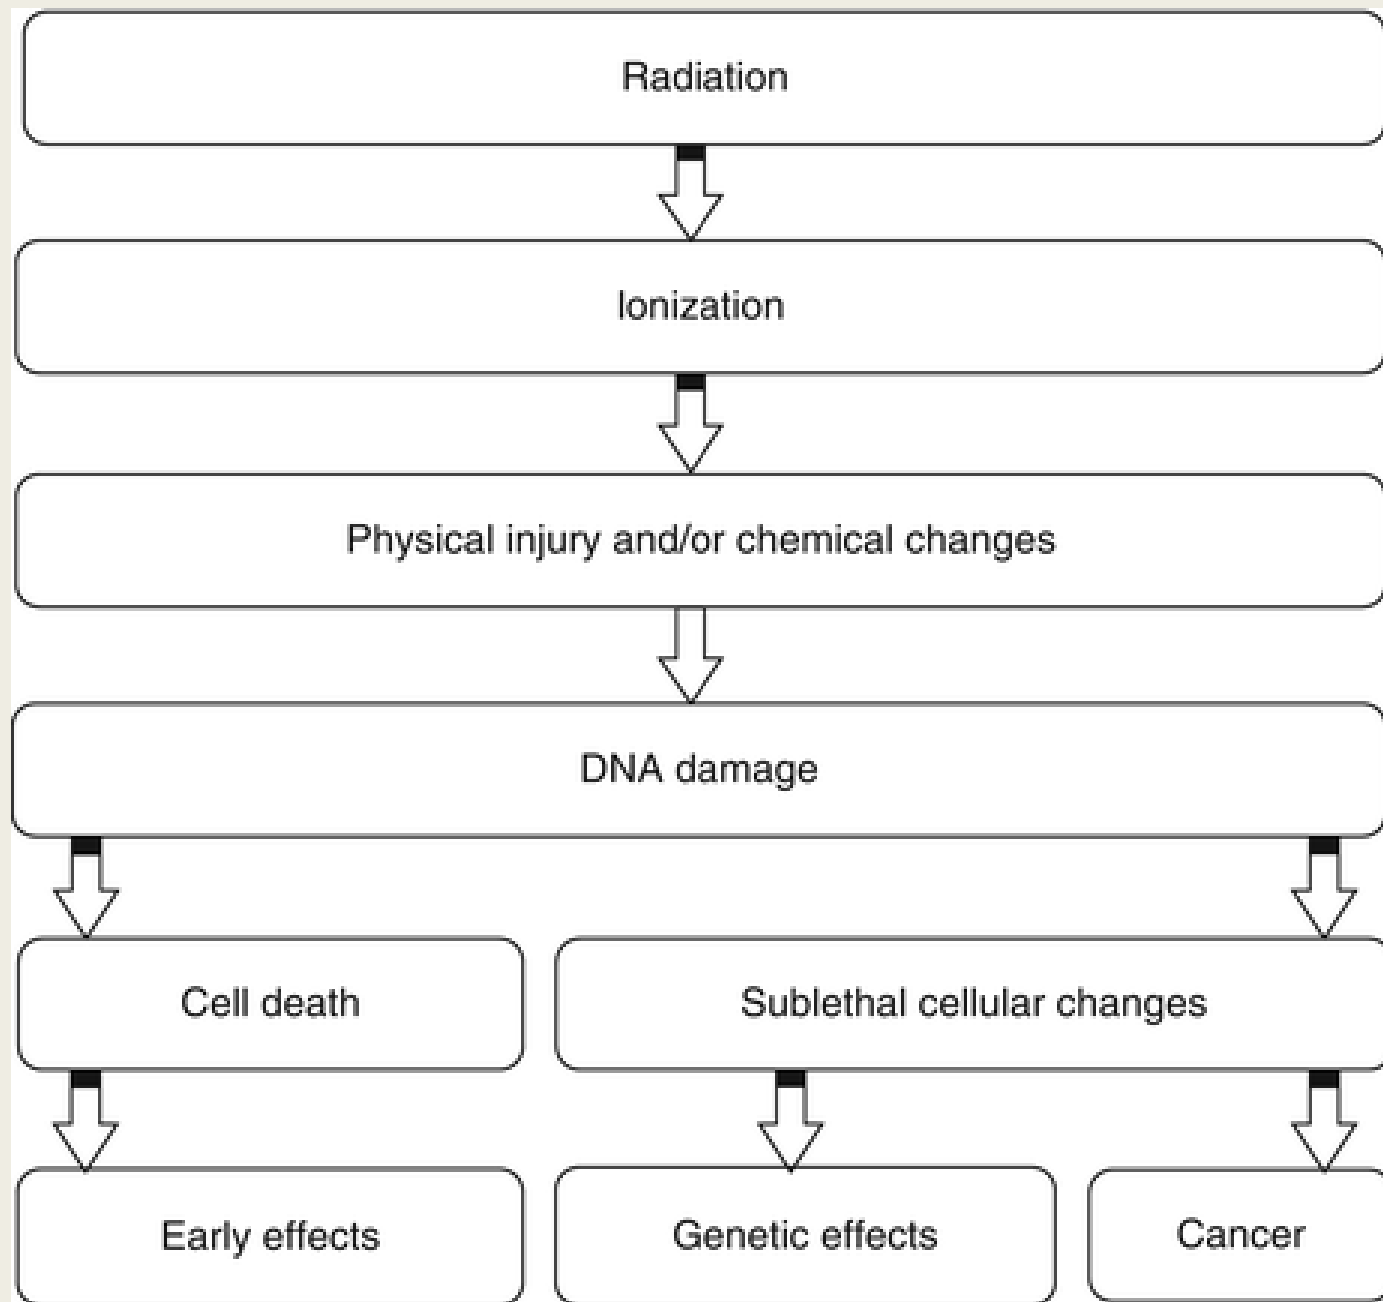 Radiation
Ionization
Physical injury and/or chemical changes
DNA damage
Cell death
Sublethal cellular changes
Early effects
Genetic effects
Cancer